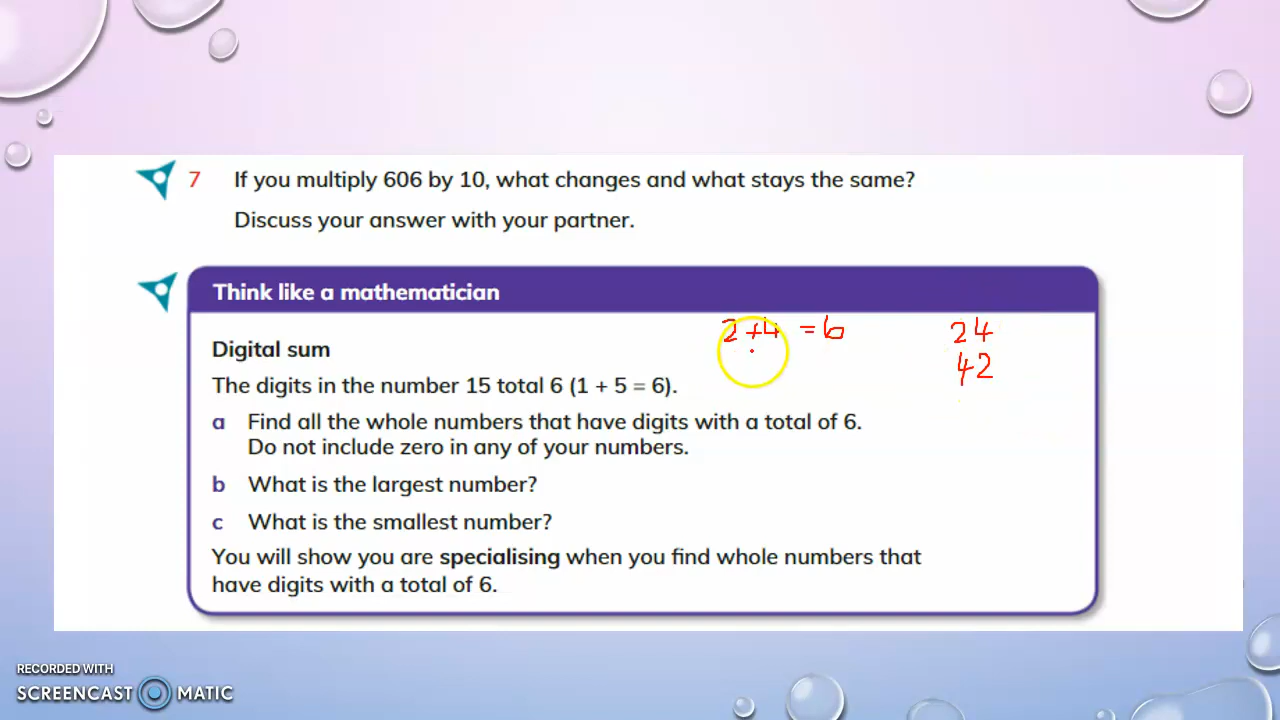 7 If you multiply 606 by 10, what changes and what stays the same?
Discuss your answer with your partner.
Think like a mathematician
2+4 = 6 24
Digital sum
42
The digits in the number 15 total 6 (1 + 5 = 6).
a Find all the whole numbers that have digits with a total of 6.
Do not include zero in any of your numbers.
b What is the largest number?
c What is the smallest number?
You will show you are specialising when you find whole numbers that
have digits with a total of 6.
RECORDED WITH
SCREENCAST MATIC